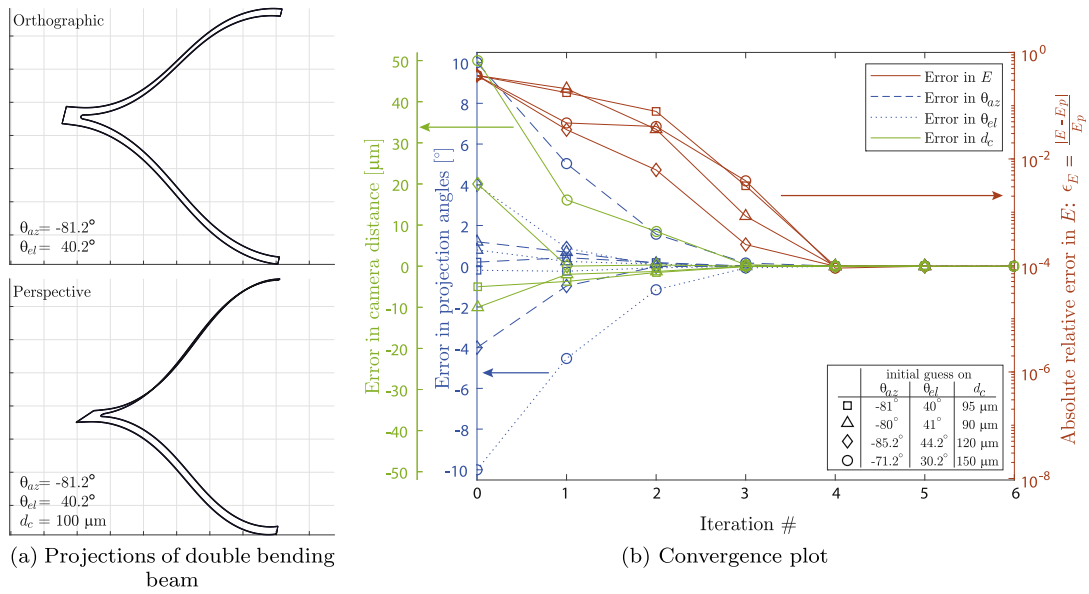 Orthographic
θaz= -81.2°
θel= 40.2°
Perspective
θaz= -81.2°
θel= 40.2°
dc = 100 μm
(a) Projections of double bending
beam
Error in camera distance [μm]
50
40
30
20
10
0
-10
-20
-30
-40
-50
Error in projection angles [°]
10
8
6
4
2
0
-2
-4
-6
-8
-10
Error in E
Error in θaz
Error in θel
Error in dc
initial guess on
θaz θel dc
-81° 40° 95 μm
-80° 41° 90 μm
-85.2° 44.2° 120 μm
-71.2° 30.2° 150 μm
0 1 2 3 4 5 6
Iteration #
10^0
10^-2
10^-4
10^-6
10^-8
Absolute relative error in E: ϵE = |E-Ep| / Ep
(b) Convergence plot